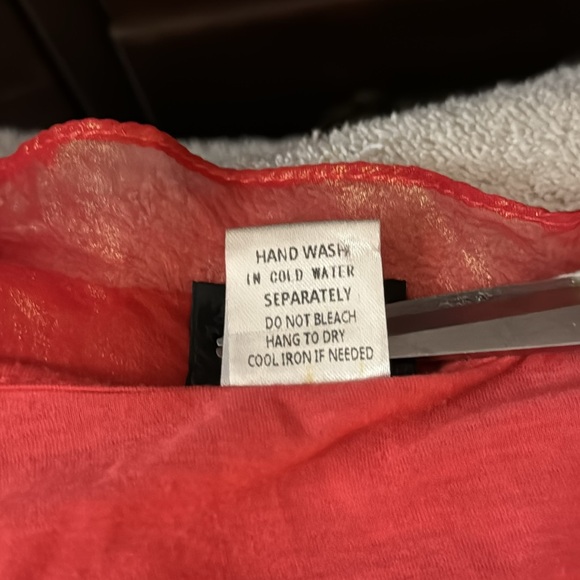 HAND WASH
IN COLD WATER
SEPARATELY
DO NOT BLEACH
HANG TO DRY
COOL IRON IF NEEDED